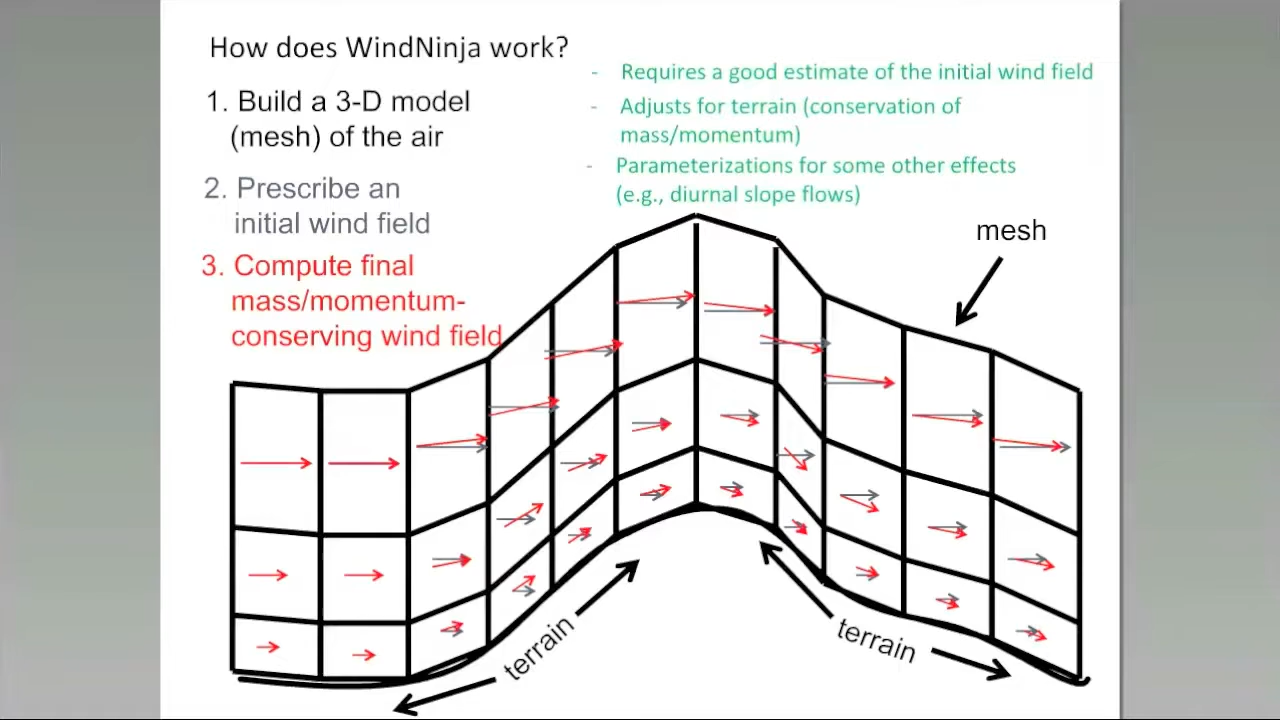 How does WindNinja work?
1. Build a 3-D model
(mesh) of the air
2. Prescribe an
initial wind field
3. Compute final
mass/momentum-
conserving wind field
- Requires a good estimate of the initial wind field
- Adjusts for terrain (conservation of
mass/momentum)
- Parameterizations for some other effects
(e.g., diurnal slope flows)
mesh
terrain
terrain